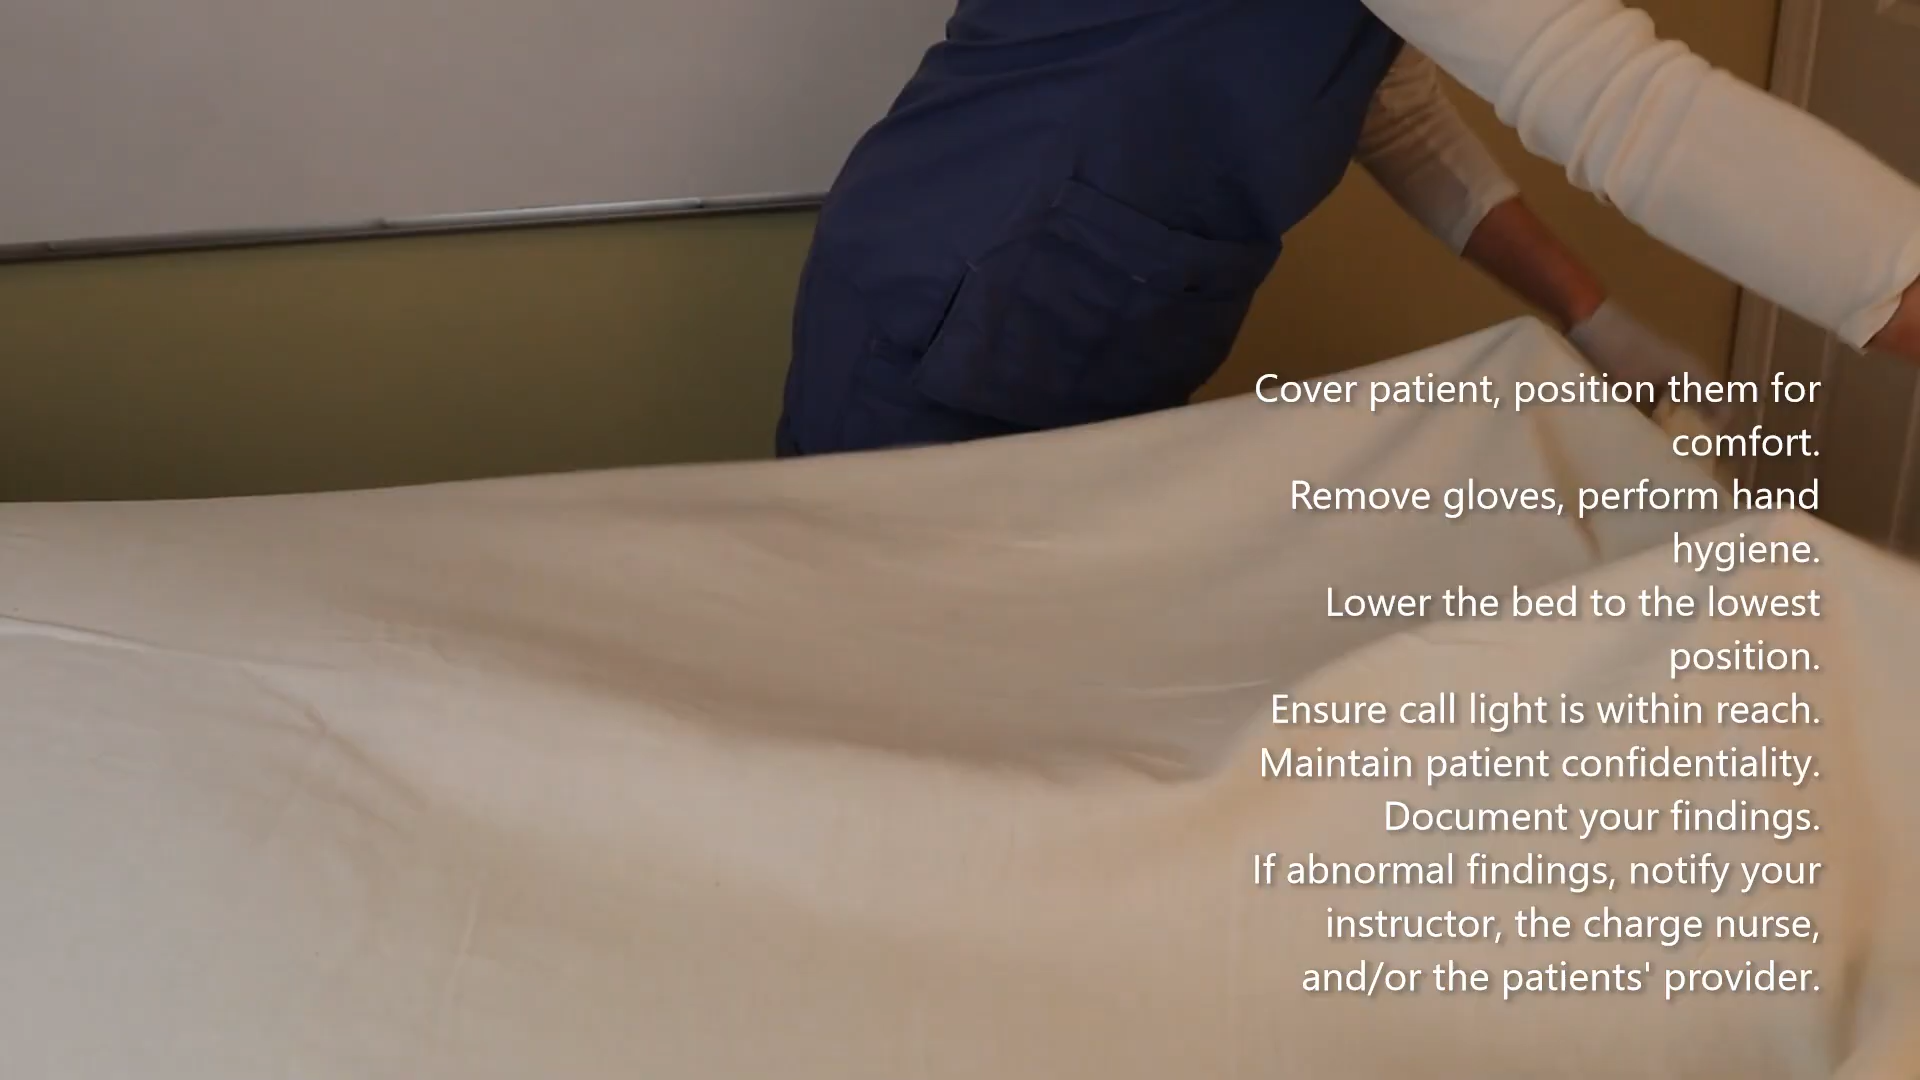 Cover patient, position them for
comfort.
Remove gloves, perform hand
hygiene.
Lower the bed to the lowest
position.
Ensure call light is within reach.
Maintain patient confidentiality.
Document your findings.
If abnormal findings, notify your
instructor, the charge nurse,
and/or the patients' provider.